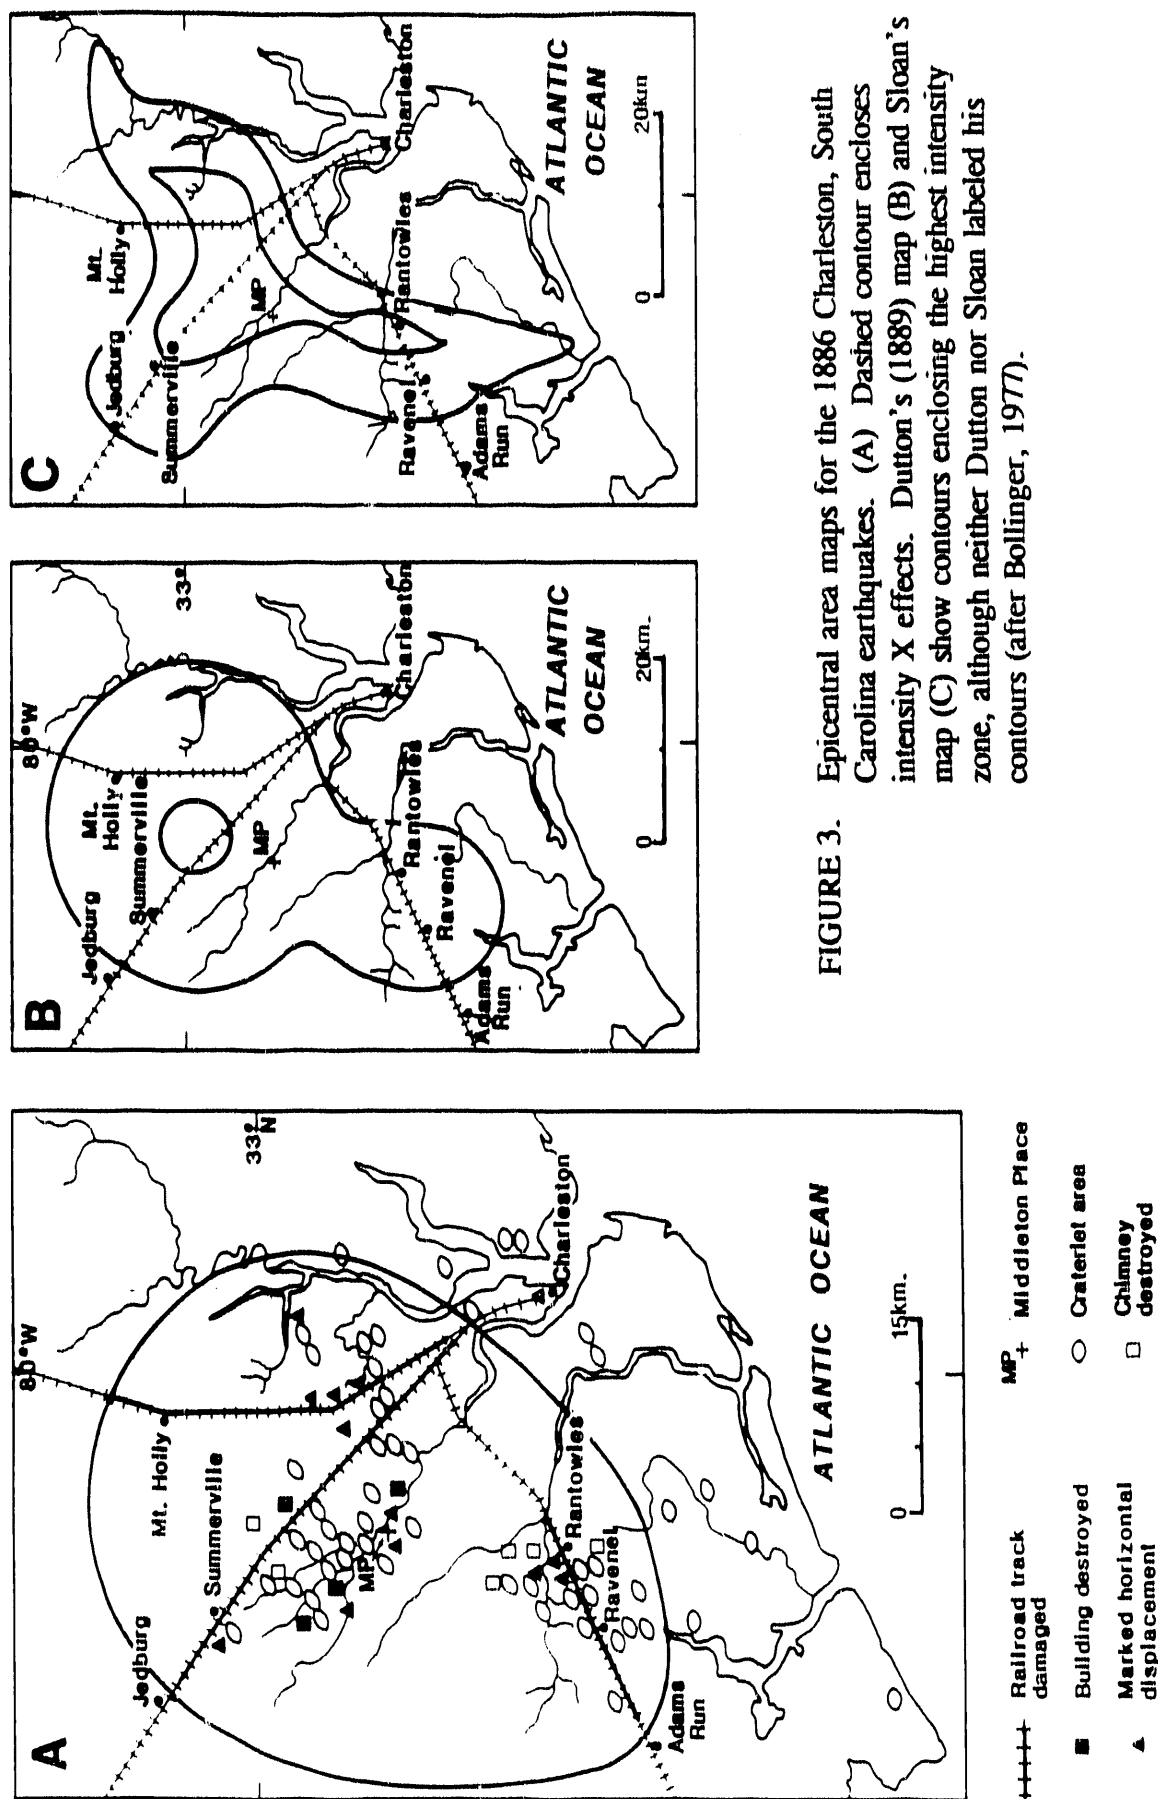 A
80°W
33°
N
Jedburg
Mt. Holly
Summerville
MP
Charleston
Rantowles
Ravenel
Adams
Run
ATLANTIC OCEAN
0
15km.
Railroad track
damaged
MP
Middleton Place
Building destroyed
Craterlet area
Marked horizontal
displacement
Chimney
destroyed
B
80°W
33°
Jedburg
Mt.
Holly
Summerville
MP
Charleston
Rantowles
Ravenel
Adams
Run
ATLANTIC
OCEAN
0
20km.
C
Mt.
Holly
Jedburg
Summerville
MP
Charleston
Rantowles
Ravenel
Adams
Run
ATLANTIC
OCEAN
0
20km
FIGURE 3. Epicentral area maps for the 1886 Charleston, South
Carolina earthquakes. (A) Dashed contour encloses
intensity X effects. Dutton's (1889) map (B) and Sloan's
map (C) show contours enclosing the highest intensity
zone, although neither Dutton nor Sloan labeled his
contours (after Bollinger, 1977).